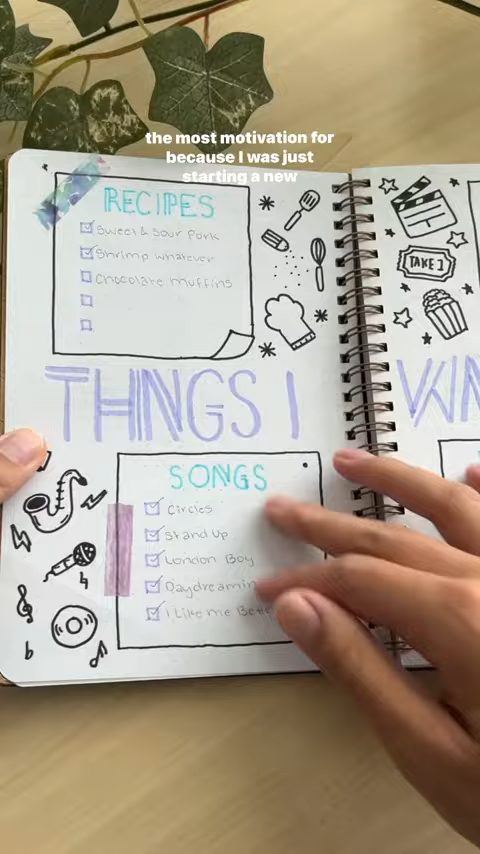 the most motivation for
because I was just
starting a new
RECIPES
Sweet & Sour Pork
Shrimp whatever
Chocolate muffins
TAKE 1
THINGS I
SONGS
Circles
Stand Up
London Boy
Daydreamin
I Like me